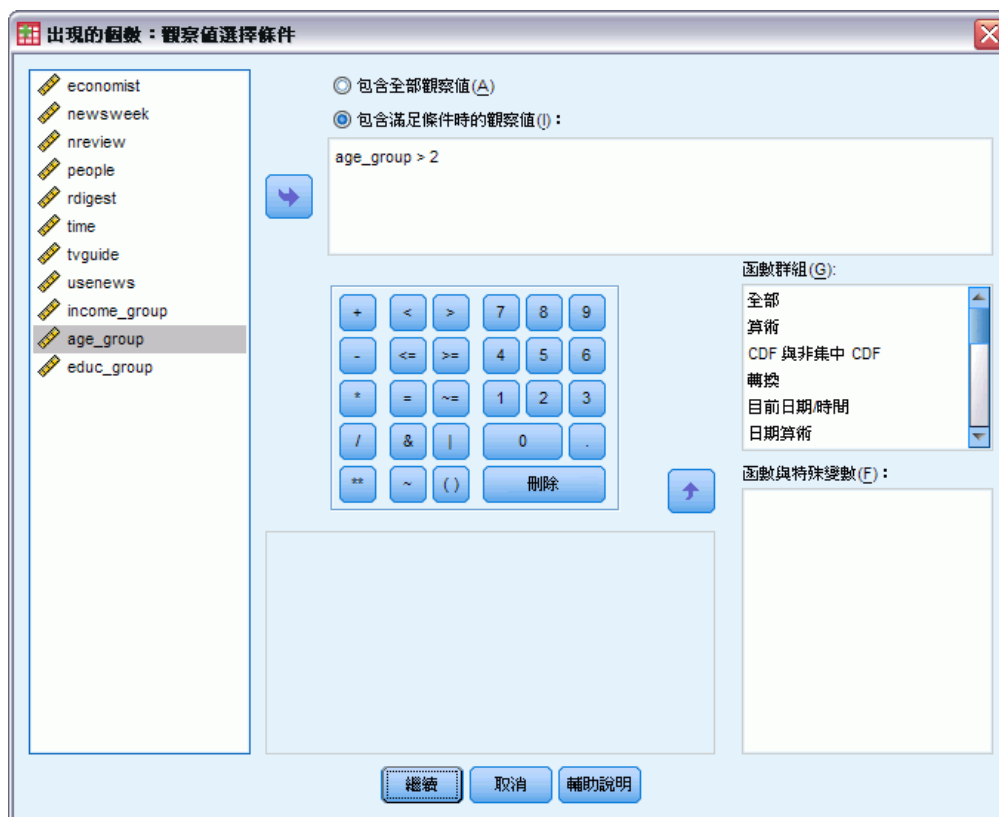 出現的個數：觀察值選擇條件
economist
newsweek
nreview
people
rdigest
time
tvguide
usenews
income_group
age_group
educ_group
包含全部觀察值(A)
包含滿足條件時的觀察值(I)：
age_group > 2
+ < > 7 8 9
- <= >= 4 5 6
* = ~= 1 2 3
/ & | 0 .
** ~ ( ) 刪除
函數群組(G):
全部
算術
CDF 與非集中 CDF
轉換
目前日期/時間
日期算術
函數與特殊變數(F)：
繼續 取消 輔助說明